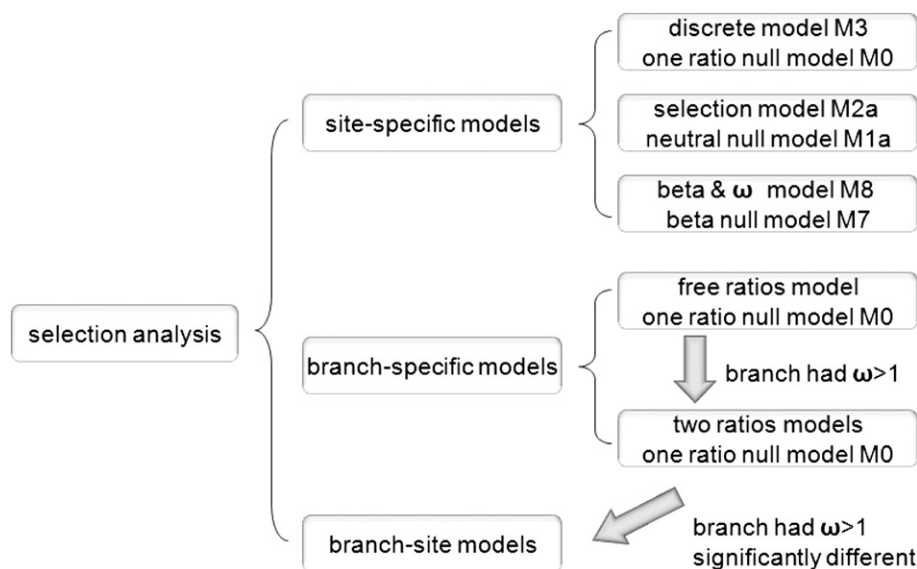 selection analysis
site-specific models
discrete model M3
one ratio null model M0
selection model M2a
neutral null model M1a
beta & ω model M8
beta null model M7
branch-specific models
free ratios model
one ratio null model M0
branch had ω>1
two ratios models
one ratio null model M0
branch-site models
branch had ω>1
significantly different